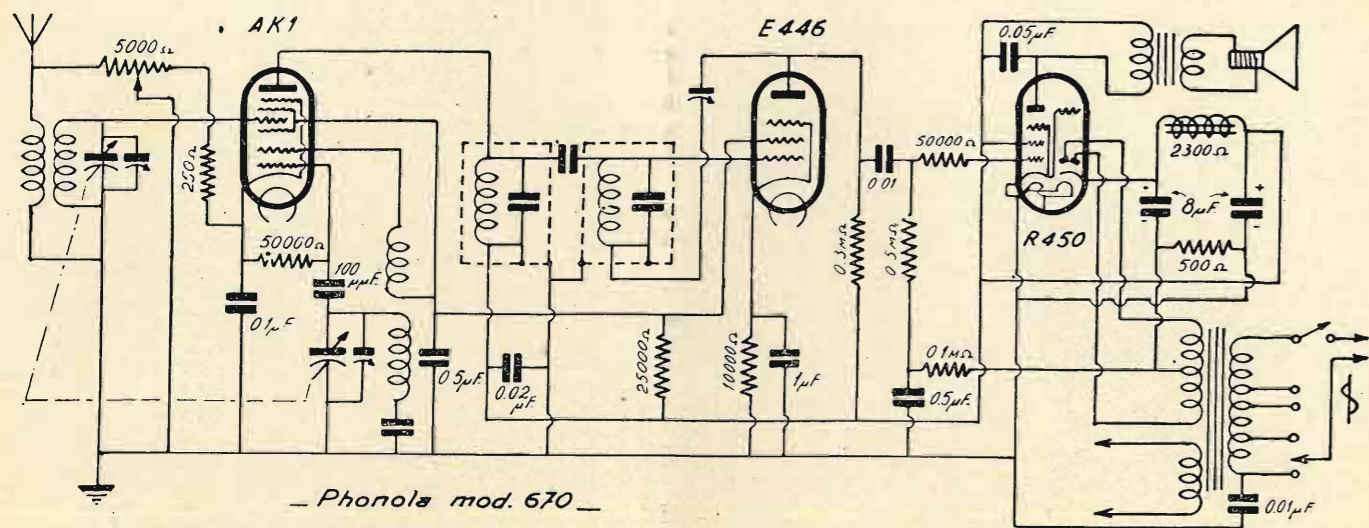 AK1
E446
0.05µF
5000Ω
250Ω
50000Ω
2300Ω
0 01
8µF.
R450
50000Ω
0.3MΩ
0 5MΩ
500Ω
100
µµF.
0 1µF
0 5µF.
0.02
µF.
25000Ω
10000Ω
1µF
0 1MΩ
0.5µF.
0.01µF
_ Phonola mod. 670 _